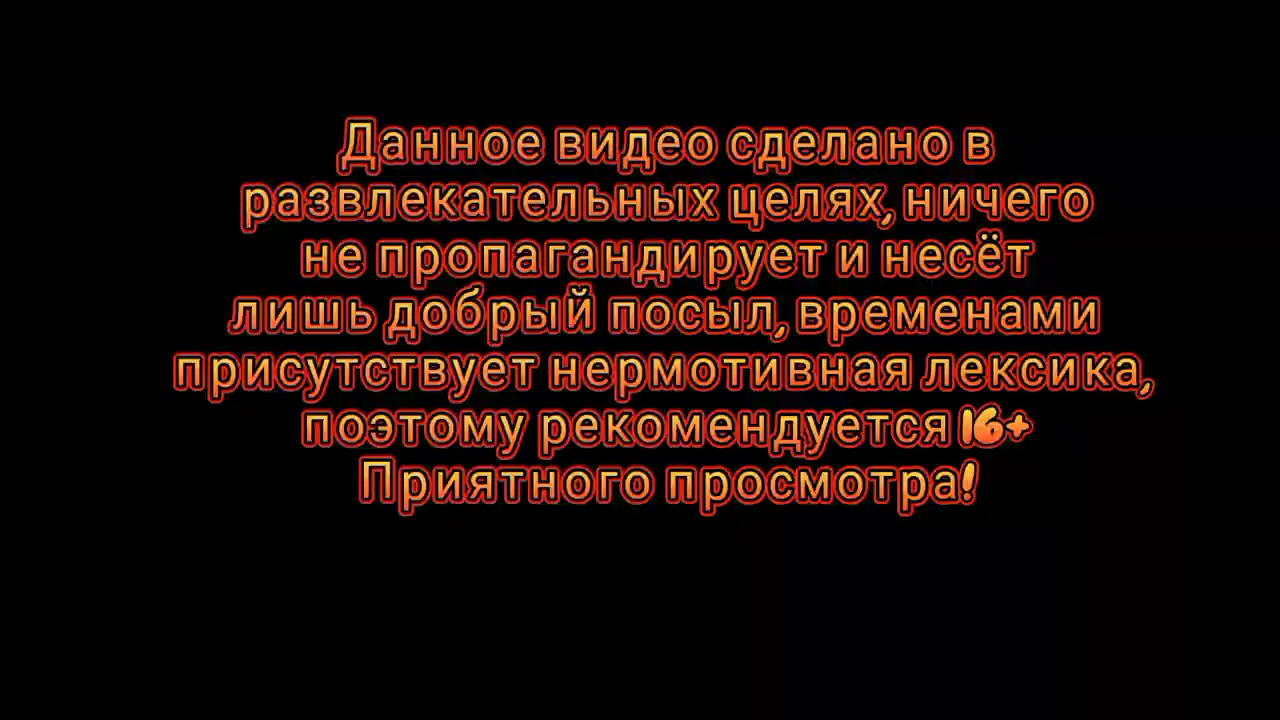 Данное видео сделано в
развлекательных целях, ничего
не пропагандирует и несёт
лишь добрый посыл, временами
присутствует нермотивная лексика,
поэтому рекомендуется 16+
Приятного просмотра!